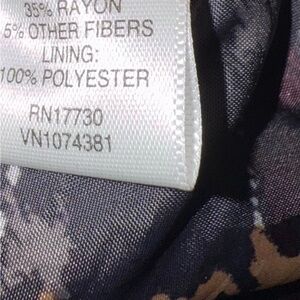 35% RAYON
5% OTHER FIBERS
LINING:
100% POLYESTER
RN17730
VN1074381